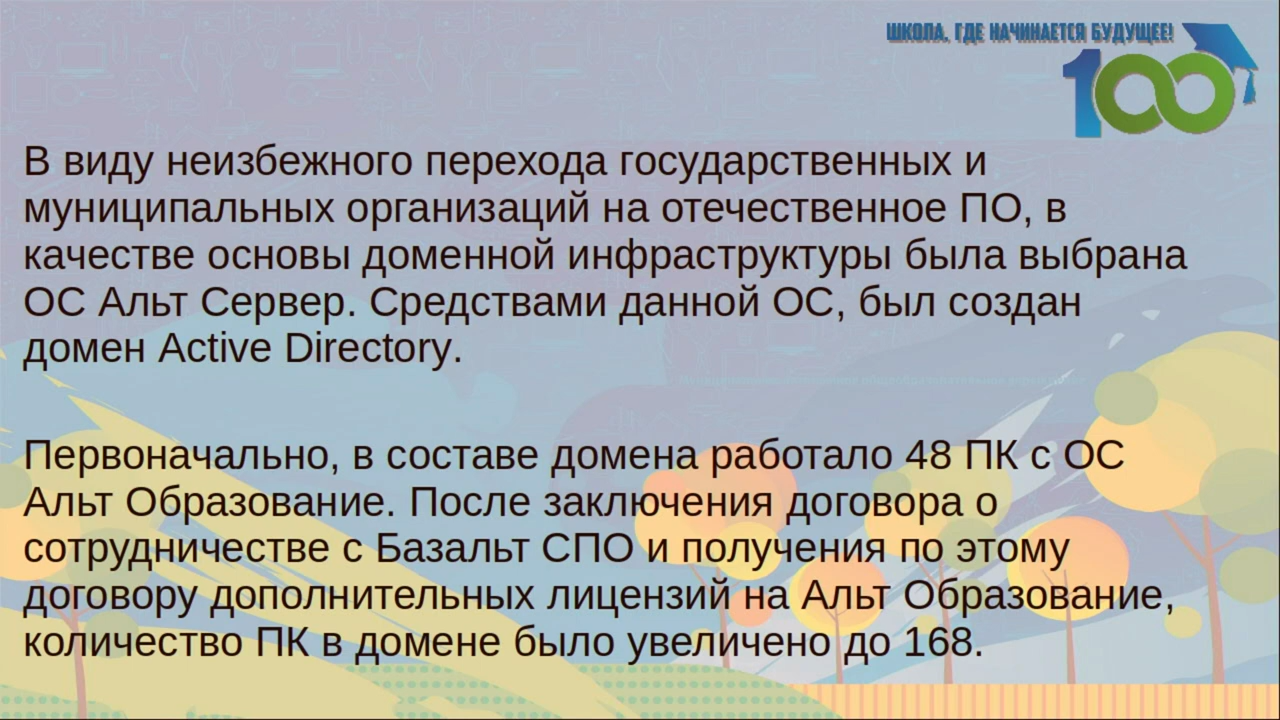 ШКОЛА, ГДЕ НАЧИНАЕТСЯ БУДУЩЕЕ!
100
В виду неизбежного перехода государственных и
муниципальных организаций на отечественное ПО, в
качестве основы доменной инфраструктуры была выбрана
ОС Альт Сервер. Средствами данной ОС, был создан
домен Active Directory.
Первоначально, в составе домена работало 48 ПК с ОС
Альт Образование. После заключения договора о
сотрудничестве с Базальт СПО и получения по этому
договору дополнительных лицензий на Альт Образование,
количество ПК в домене было увеличено до 168.